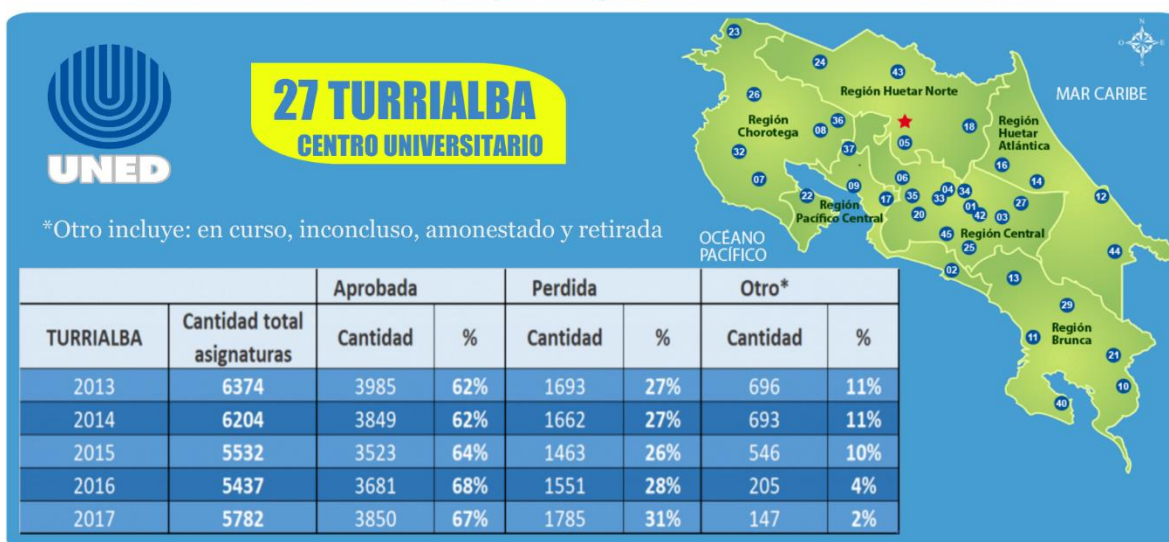 UNED
27 TURRIALBA
CENTRO UNIVERSITARIO
*Otro incluye: en curso, inconcluso, amonestado y retirada
Aprobada Perdida Otro*
TURRIALBA Cantidad total asignaturas Cantidad % Cantidad % Cantidad %
2013 6374 3985 62% 1693 27% 696 11%
2014 6204 3849 62% 1662 27% 693 11%
2015 5532 3523 64% 1463 26% 546 10%
2016 5437 3681 68% 1551 28% 205 4%
2017 5782 3850 67% 1785 31% 147 2%
N
O E
S
MAR CARIBE
OCÉANO
PACÍFICO
Región Huetar Norte
Región
Chorotega
Región
Huetar
Atlántica
Región
Pacífico Central
Región Central
Región
Brunca
23
24
43
26
36
08
18
05
32
37
16
07
06
14
09
04
34
22
17
35
33
01
27
12
20
42
03
45
25
44
02
13
29
11
21
10
40